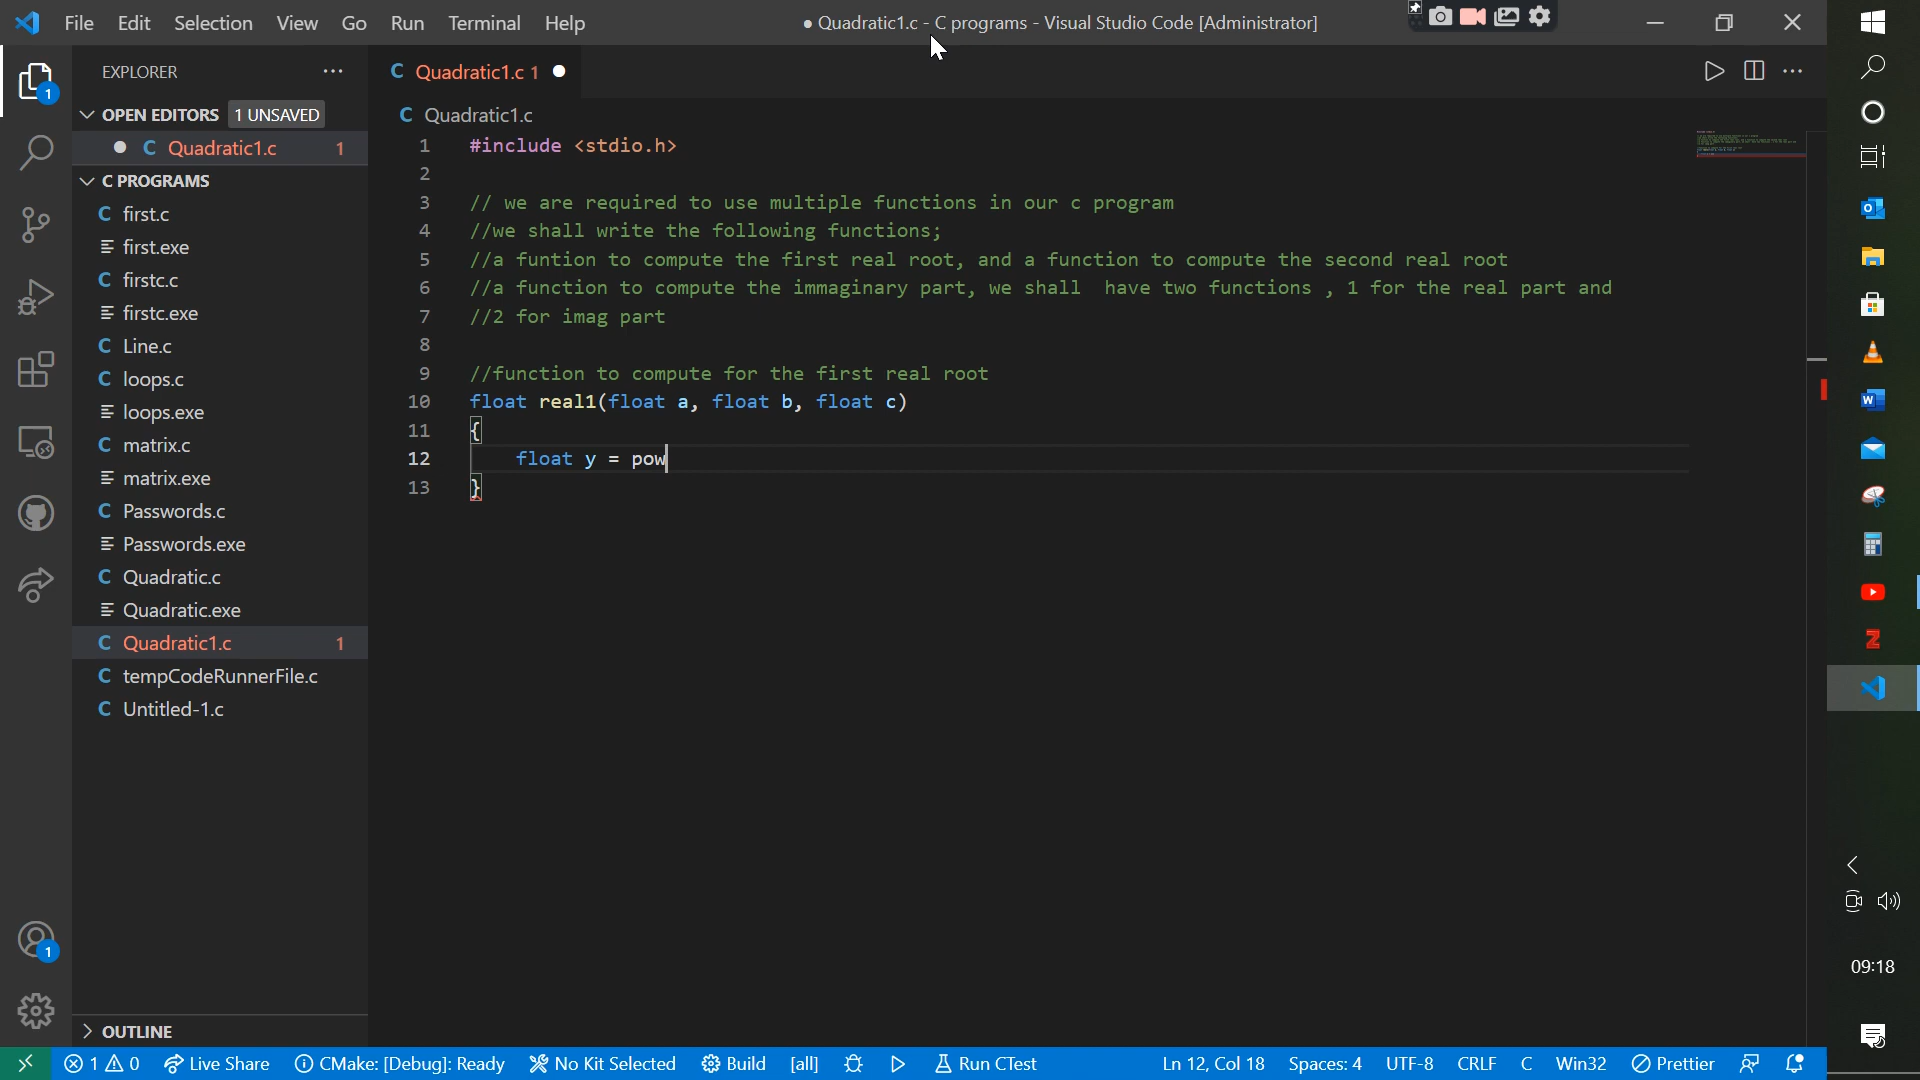 File Edit Selection View Go Run Terminal Help
● Quadratic1.c - C programs - Visual Studio Code [Administrator]
EXPLORER
OPEN EDITORS 1 UNSAVED
C Quadratic1.c 1
C PROGRAMS
C first.c
first.exe
C firstc.c
firstc.exe
C Line.c
C loops.c
loops.exe
C matrix.c
matrix.exe
C Passwords.c
Passwords.exe
C Quadratic.c
Quadratic.exe
C Quadratic1.c 1
C tempCodeRunnerFile.c
C Untitled-1.c
OUTLINE
1
1
C Quadratic1.c 1
C Quadratic1.c
1 #include <stdio.h>
2
3 // we are required to use multiple functions in our c program
4 //we shall write the following functions;
5 //a funtion to compute the first real root, and a function to compute the second real root
6 //a function to compute the immaginary part, we shall  have two functions , 1 for the real part and
7 //2 for imag part
8
9 //function to compute for the first real root
10 float real1(float a, float b, float c)
11 {
12 float y = pow
13 }
1 0 Live Share CMake: [Debug]: Ready No Kit Selected Build [all] Run CTest
Ln 12, Col 18 Spaces: 4 UTF-8 CRLF C Win32 Prettier
09:18